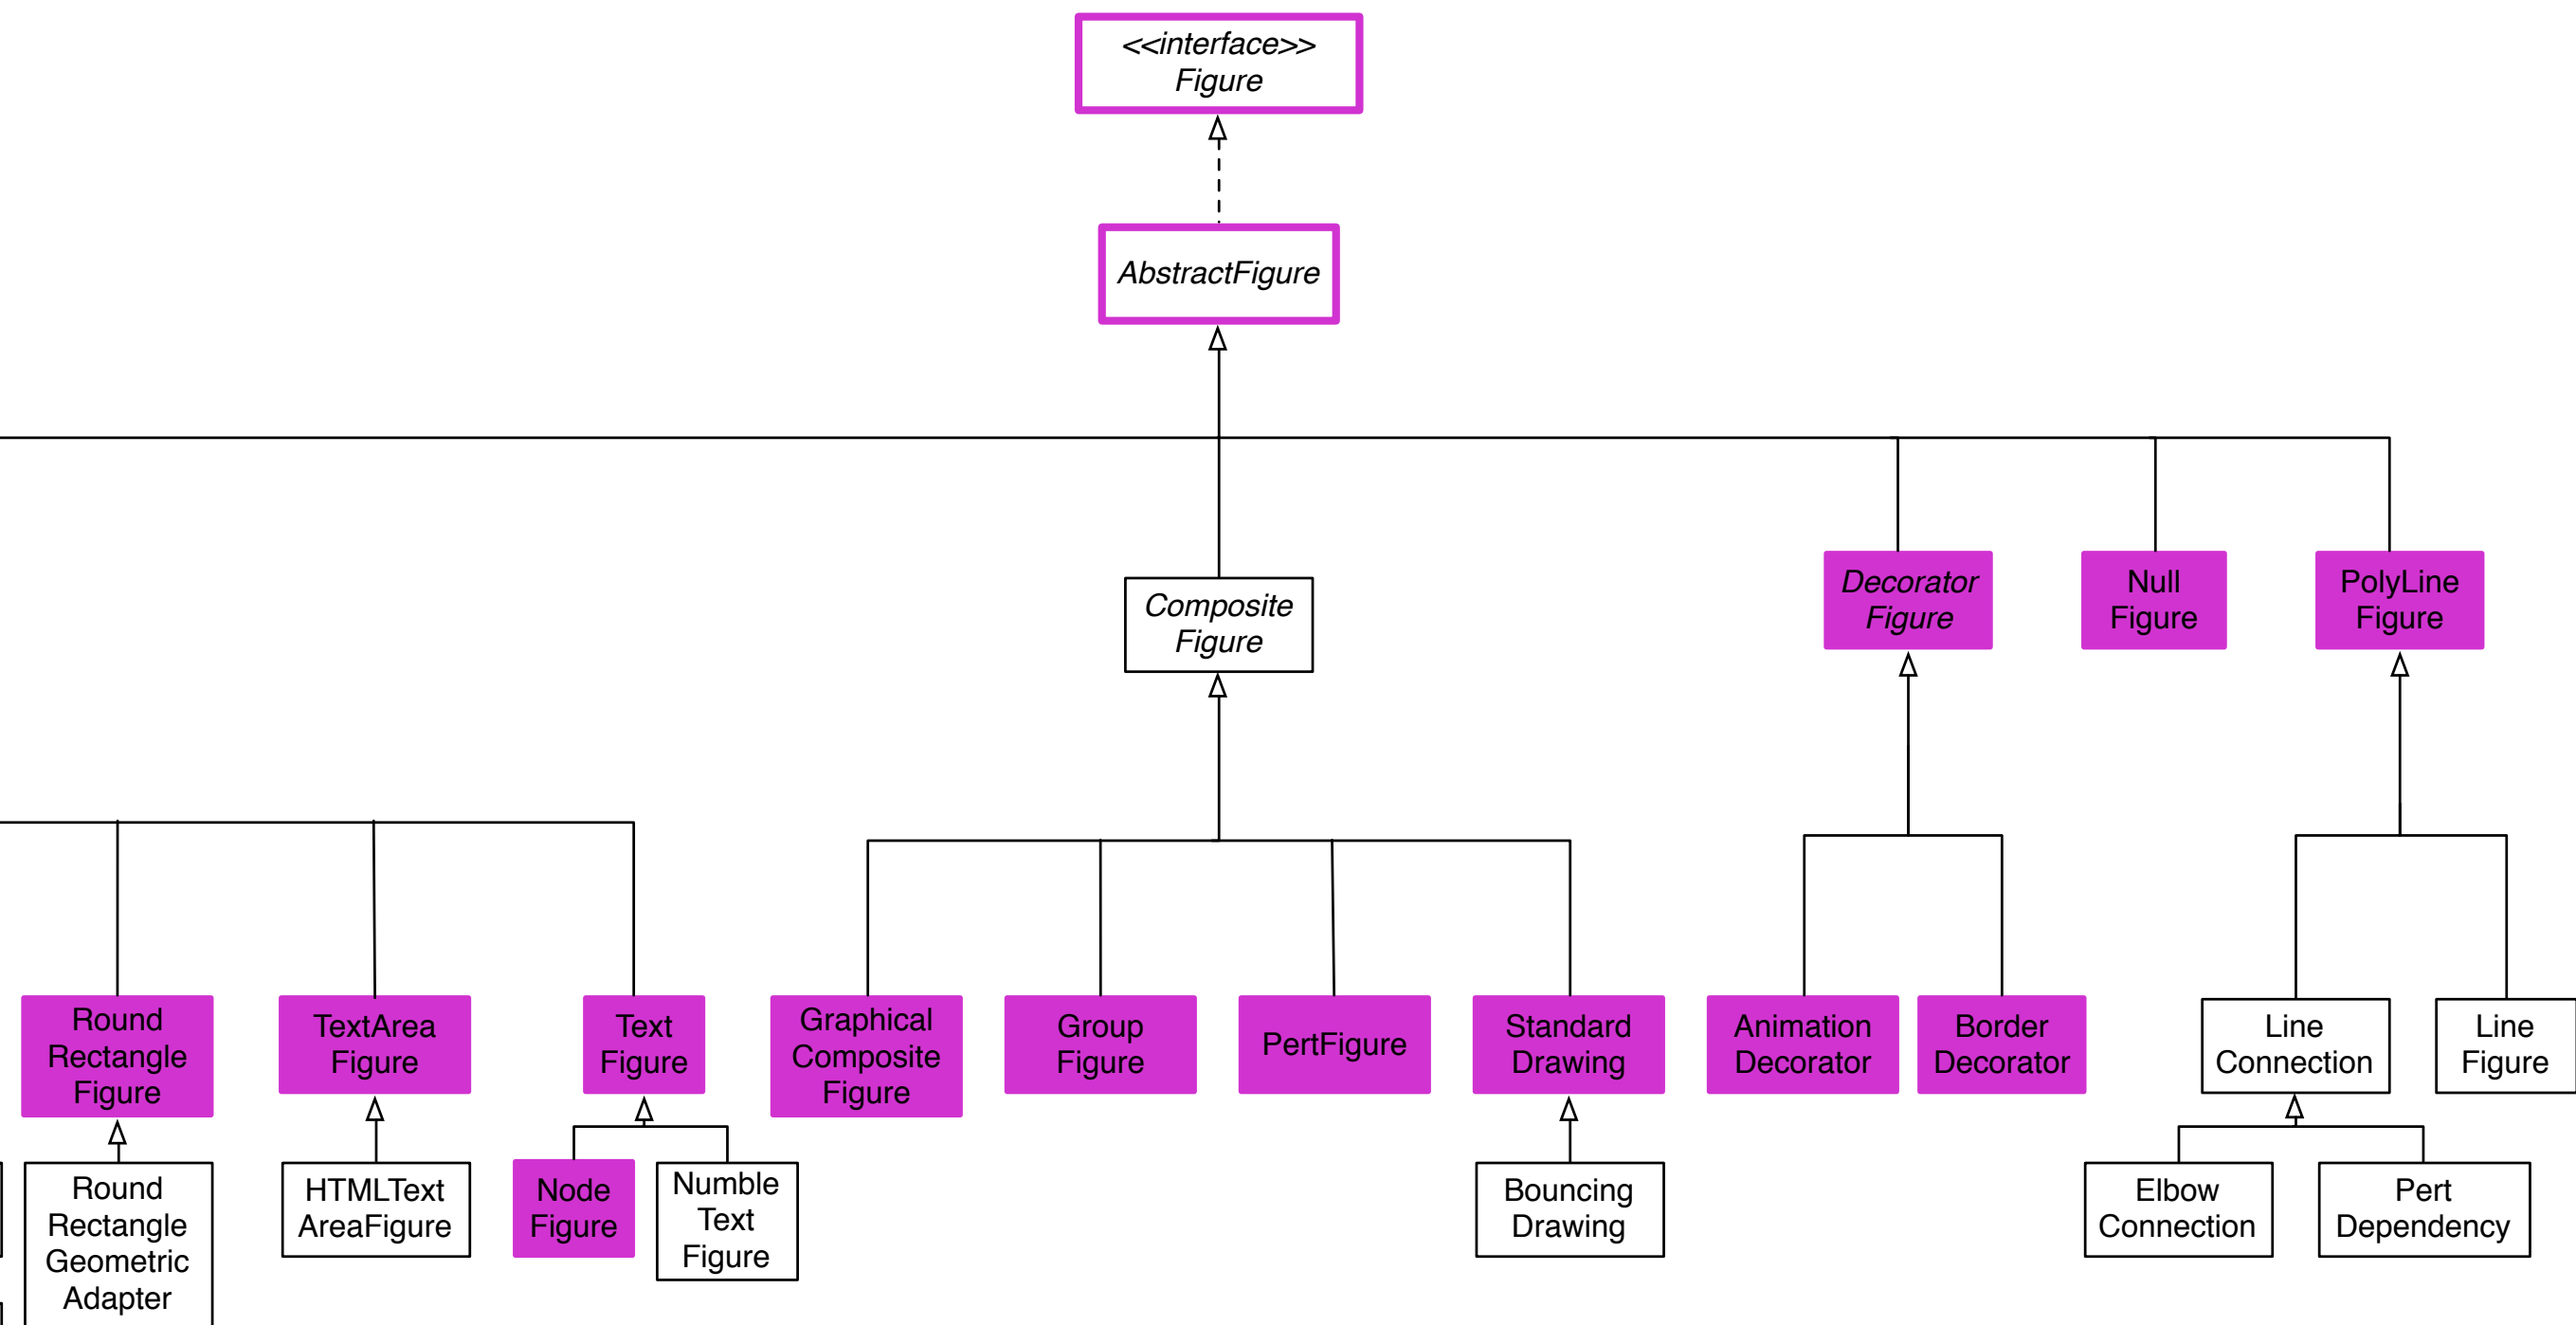 <<interface>>
Figure
AbstractFigure
Composite
Figure
Decorator
Figure
Null
Figure
PolyLine
Figure
Round
Rectangle
Figure
TextArea
Figure
Text
Figure
Graphical
Composite
Figure
Group
Figure
PertFigure
Standard
Drawing
Animation
Decorator
Border
Decorator
Line
Connection
Line
Figure
Round
Rectangle
Geometric
Adapter
HTMLText
AreaFigure
Node
Figure
Numble
Text
Figure
Bouncing
Drawing
Elbow
Connection
Pert
Dependency